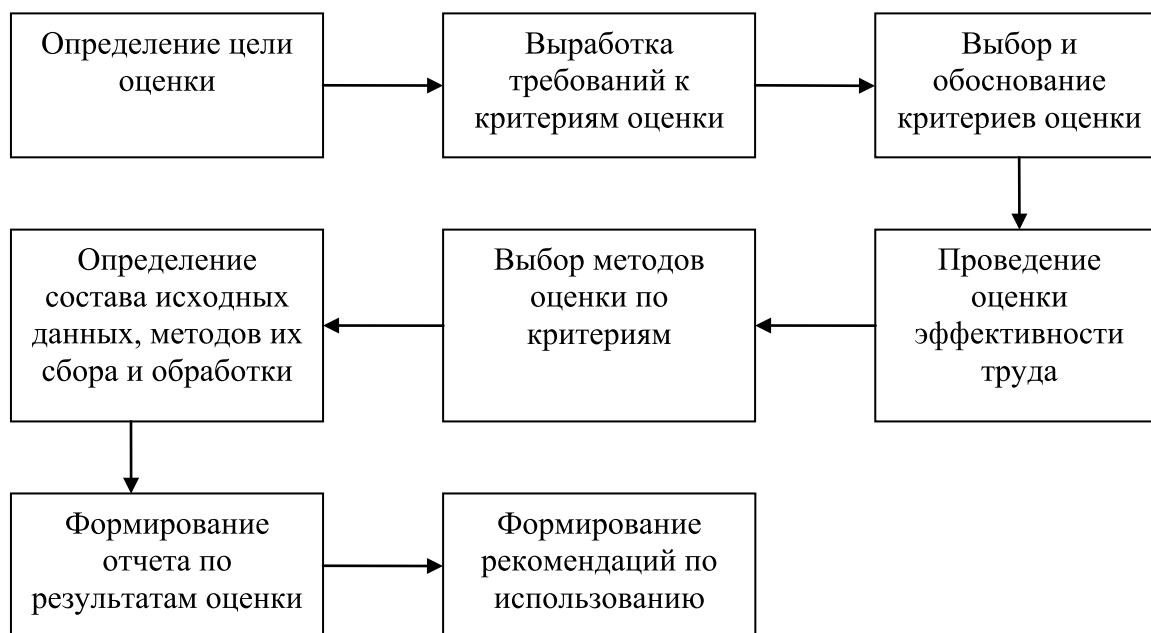 Определение цели
оценки
Выработка
требований к
критериям оценки
Выбор и
обоснование
критериев оценки
Проведение
оценки
эффективности
труда
Выбор методов
оценки по
критериям
Определение
состава исходных
данных, методов их
сбора и обработки
Формирование
отчета по
результатам оценки
Формирование
рекомендаций по
использованию